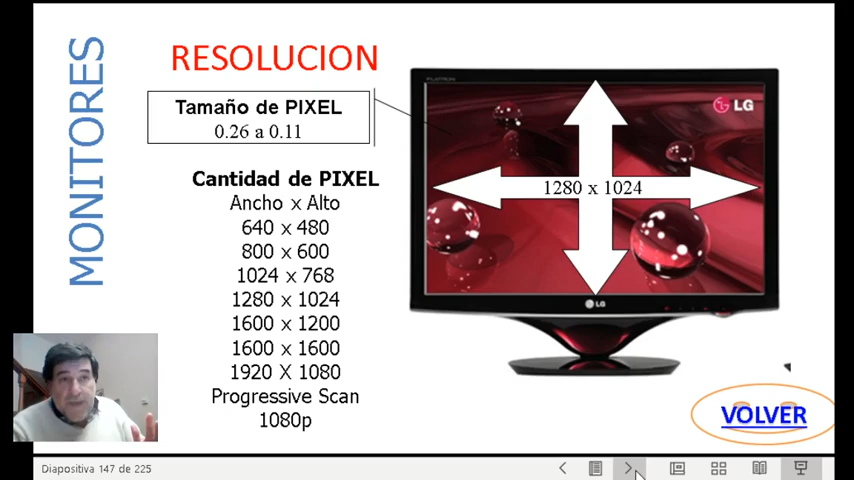 MONITORES
RESOLUCION
Tamaño de PIXEL
0.26 a 0.11
Cantidad de PIXEL
Ancho x Alto
640 x 480
800 x 600
1024 x 768
1280 x 1024
1600 x 1200
1600 x 1600
1920 X 1080
Progressive Scan
1080p
FLATRON
LG
1280 x 1024
LG
VOLVER
Diapositiva 147 de 225